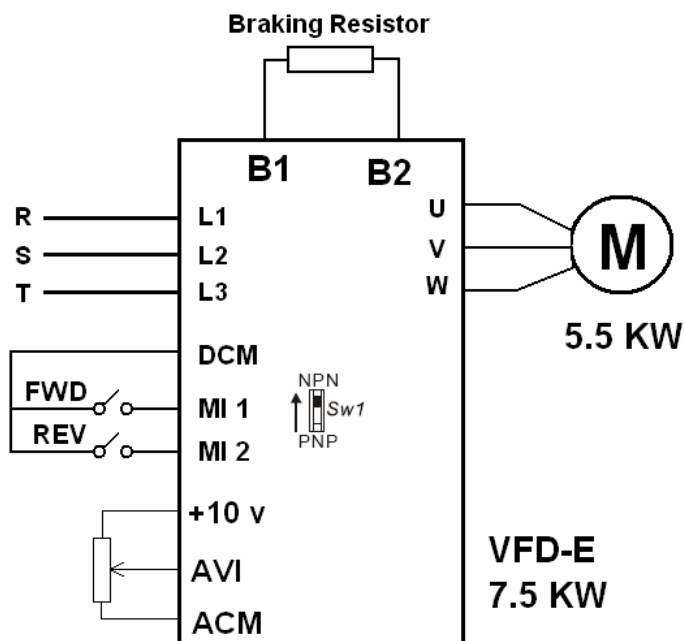 Braking Resistor
B1 B2
R L1 U
S L2 V M
T L3 W
5.5 KW
DCM
NPN
FWD MI 1 Sw1
REV MI 2 PNP
+10 v
AVI VFD-E
ACM 7.5 KW